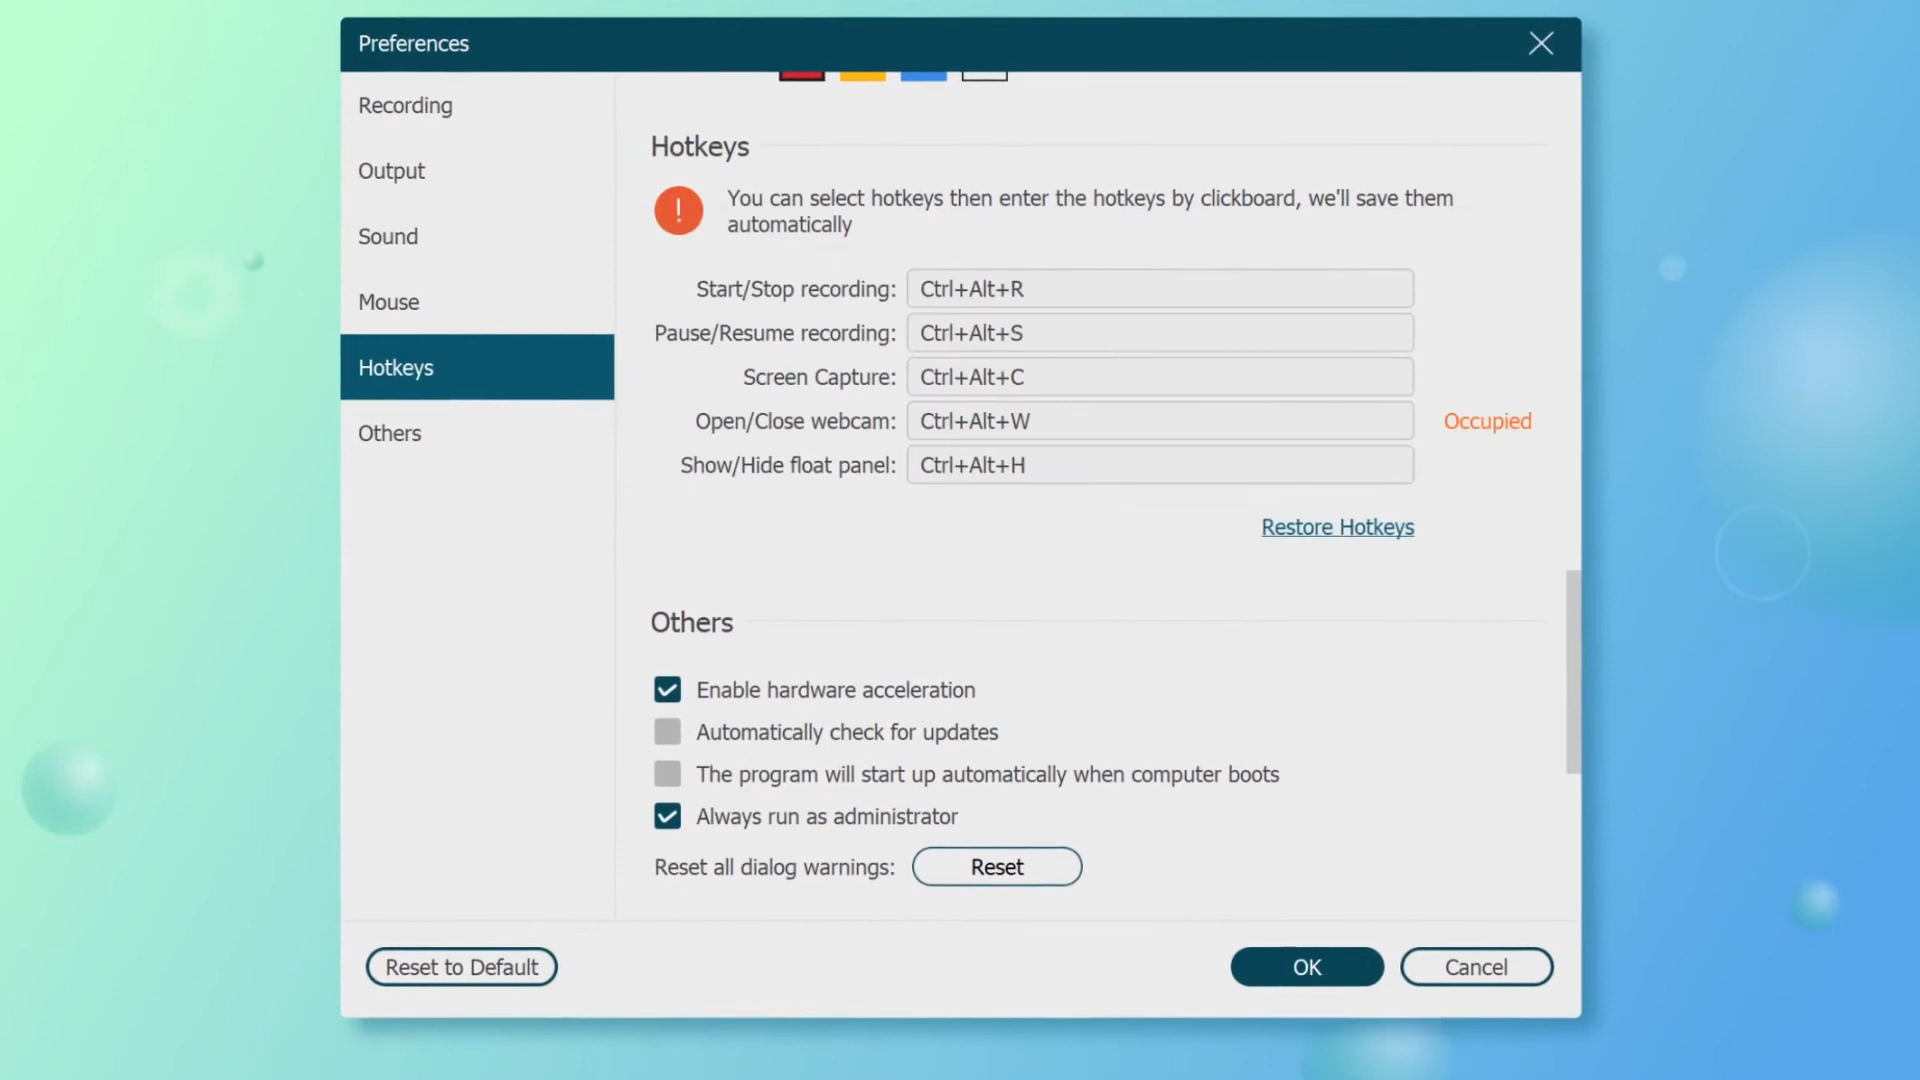 Preferences
Recording
Output
Sound
Mouse
Hotkeys
Others
Hotkeys
!
You can select hotkeys then enter the hotkeys by clickboard, we'll save them
automatically
Start/Stop recording: Ctrl+Alt+R
Pause/Resume recording: Ctrl+Alt+S
Screen Capture: Ctrl+Alt+C
Open/Close webcam: Ctrl+Alt+W Occupied
Show/Hide float panel: Ctrl+Alt+H
Restore Hotkeys
Others
Enable hardware acceleration
Automatically check for updates
The program will start up automatically when computer boots
Always run as administrator
Reset all dialog warnings: Reset
Reset to Default OK Cancel